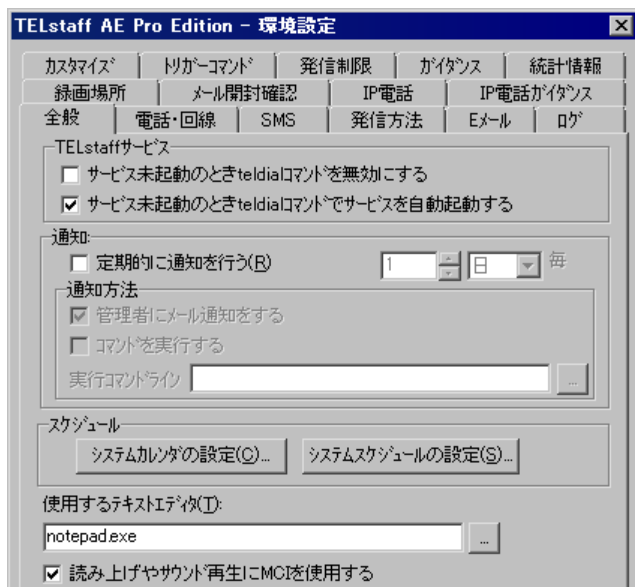 TELstaff AE Pro Edition - 環境設定
ｶｽﾀﾏｲｽﾞ ﾄﾘｶﾞｰｺﾏﾝﾄﾞ 発信制限 ｶﾞｲﾀﾞﾝｽ 統計情報
録画場所 ﾒｰﾙ開封確認 IP電話 IP電話ｶﾞｲﾀﾞﾝｽ
全般 電話・回線 SMS 発信方法 Eﾒｰﾙ ﾛｸﾞ
TELstaffｻｰﾋﾞｽ
ｻｰﾋﾞｽ未起動のときteldialｺﾏﾝﾄﾞを無効にする
ｻｰﾋﾞｽ未起動のときteldialｺﾏﾝﾄﾞでｻｰﾋﾞｽを自動起動する
通知:
定期的に通知を行う(R) 1 日 毎
通知方法
管理者にﾒｰﾙ通知をする
ｺﾏﾝﾄﾞを実行する
実行ｺﾏﾝﾄﾞﾗｲﾝ ...
ｽｹｼﾞｭｰﾙ
ｼｽﾃﾑｶﾚﾝﾀﾞの設定(C)... ｼｽﾃﾑｽｹｼﾞｭｰﾙの設定(S)...
使用するﾃｷｽﾄｴﾃﾞｨﾀ(T):
notepad.exe ...
読み上げやｻｳﾝﾄﾞ再生にMCIを使用する